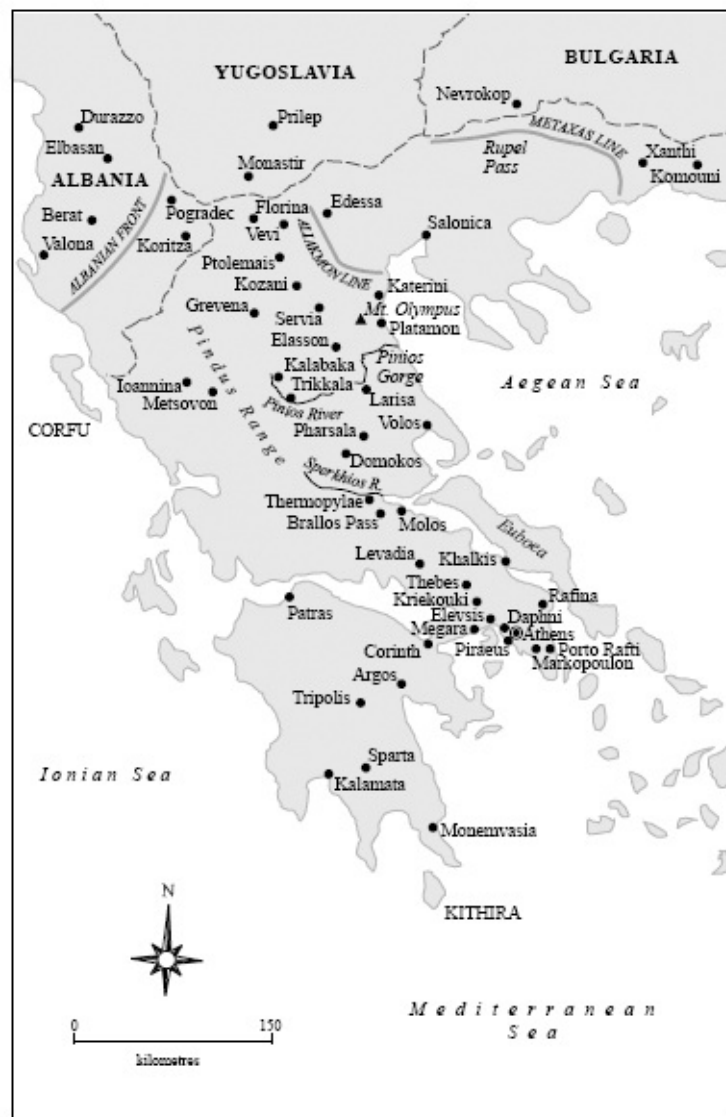 YUGOSLAVIA
BULGARIA
Nevrokop
Durazzo
Prilep
METAXAS LINE
Elbasan
Rupel
Pass
Xanthi
Komouni
ALBANIA
Monastir
Pogradec
Florina
Edessa
Berat
Vevi
Salonica
Koritza
Valona
ALBANIAN FRONT
ALIAKMON LINE
Ptolemais
Kozani
Katerini
Grevena
Servia
Mt. Olympus
Platamon
Elasson
Pindus Range
Kalabaka
Pinios
Gorge
Ioannina
Trikkala
Aegean Sea
Metsovon
Larisa
Pinios River
CORFU
Volos
Pharsala
Domokos
Sperkhios R.
Thermopylae
Brallos Pass
Molos
Euboea
Levadia
Khalkis
Thebes
Kriekouki
Rafina
Patras
Elevsis
Daphni
Megara
Athens
Corinth
Piraeus
Porto Rafti
Markopoulon
Argos
Tripolis
Sparta
Ionian Sea
Kalamata
Monemvasia
N
KITHIRA
Mediterranean
Sea
0 150
kilometres